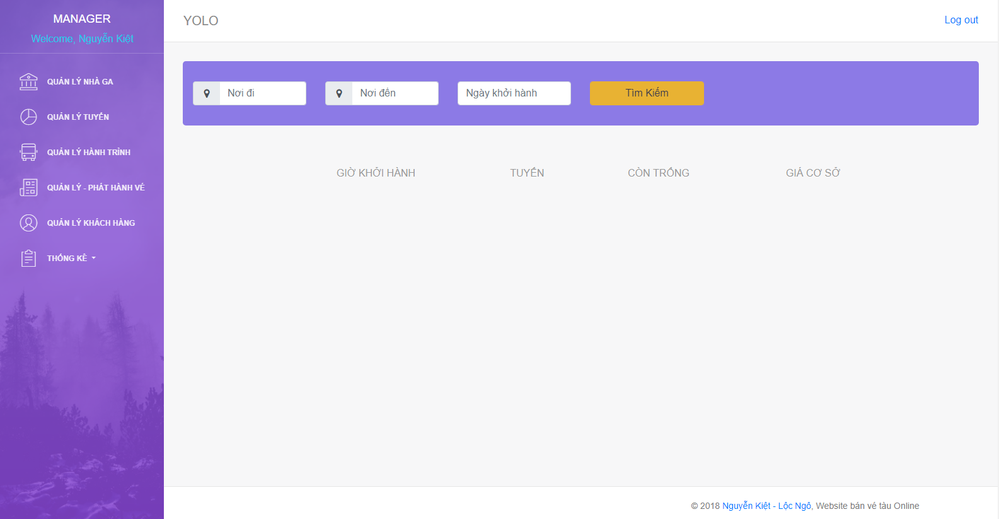 MANAGER
Welcome, Nguyễn Kiệt
QUẢN LÝ NHÀ GA
QUẢN LÝ TUYẾN
QUẢN LÝ HÀNH TRÌNH
QUẢN LÝ - PHÁT HÀNH VÉ
QUẢN LÝ KHÁCH HÀNG
THỐNG KÊ
YOLO
Log out
Nơi đi
Nơi đến
Ngày khởi hành
Tìm Kiếm
GIỜ KHỞI HÀNH
TUYẾN
CÒN TRỐNG
GIÁ CƠ SỞ
© 2018 Nguyễn Kiệt - Lộc Ngô, Website bán vé tàu Online